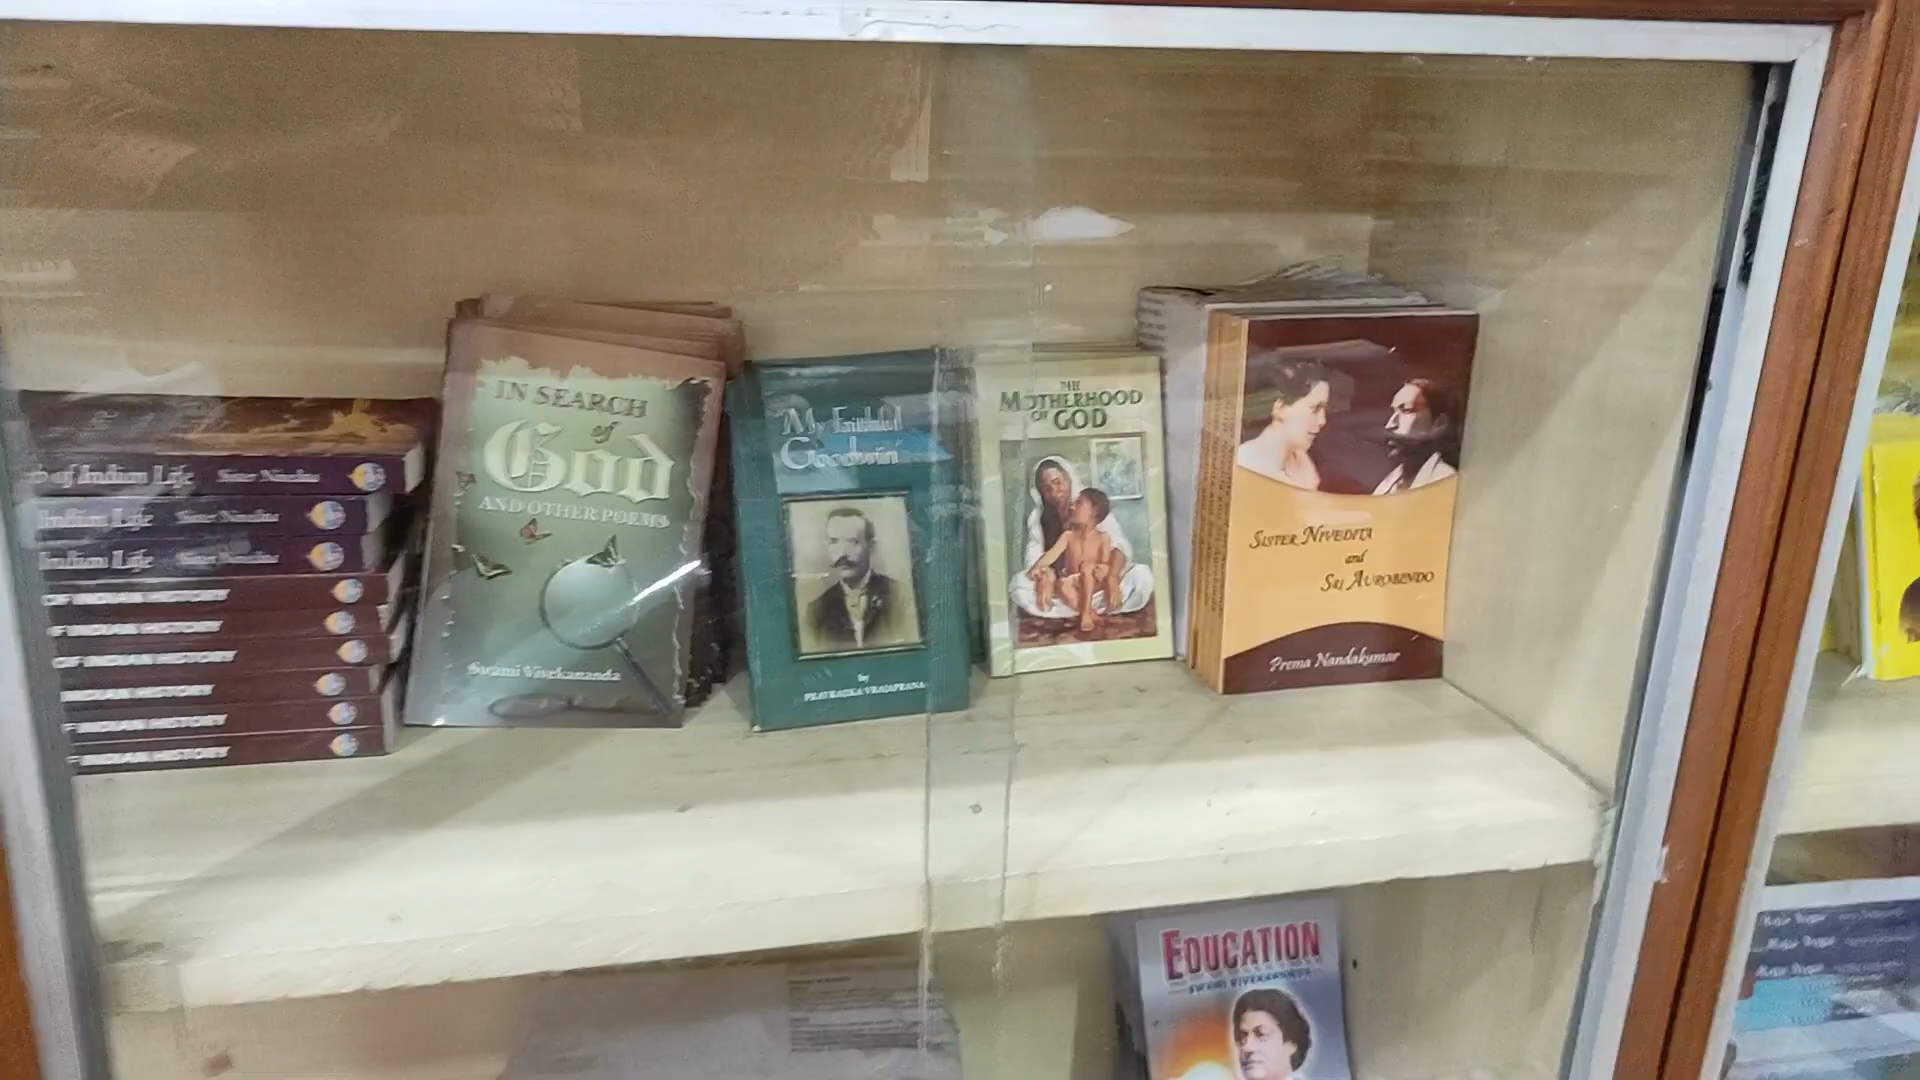 b of Indian Life Sister Nivedita
Indian Life Sister Nivedita
Indian Life Sister Nivedita
OF INDIAN HISTORY
F INDIAN HISTORY
OF INDIAN HISTORY
INDIAN HISTORY
F INDIAN HISTORY
F INDIAN HISTORY
IN SEARCH
of
God
AND OTHER POEMS
Swami Vivekananda
My Faithful
Goodwin
by
PRAVRAJIKA VRAJAPRANA
THE
MOTHERHOOD
OF GOD
SISTER NIVEDITA
and
SRI AUROBINDO
Prema Nandakumar
EDUCATION
SWAMI VIVEKANANDA